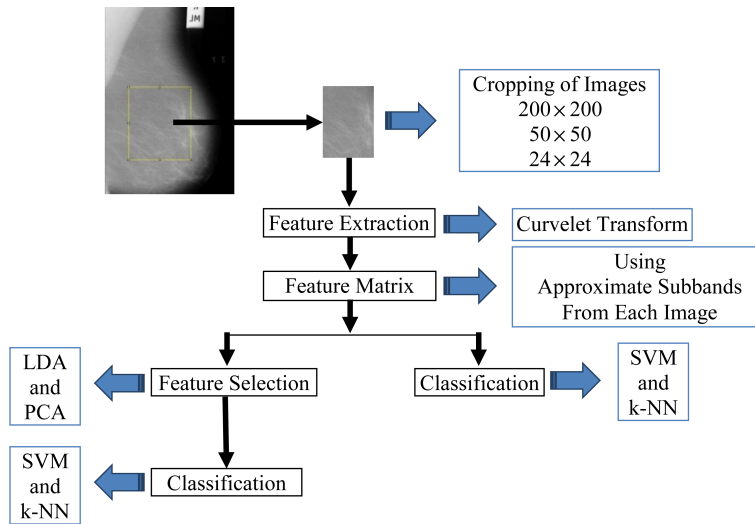 JM
Cropping of Images
200 × 200
50 × 50
24 × 24
Feature Extraction
Curvelet Transform
Feature Matrix
Using
Approximate Subbands
From Each Image
LDA
and
PCA
Feature Selection
Classification
SVM
and
k-NN
SVM
and
k-NN
Classification